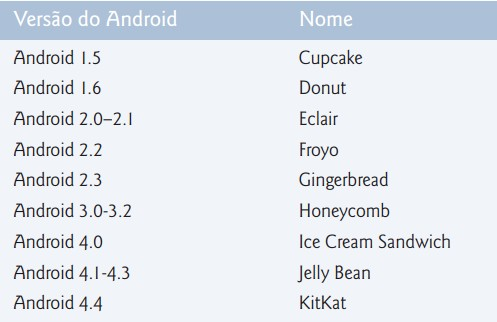 Versão do Android Nome
Android 1.5 Cupcake
Android 1.6 Donut
Android 2.0–2.1 Eclair
Android 2.2 Froyo
Android 2.3 Gingerbread
Android 3.0-3.2 Honeycomb
Android 4.0 Ice Cream Sandwich
Android 4.1-4.3 Jelly Bean
Android 4.4 KitKat